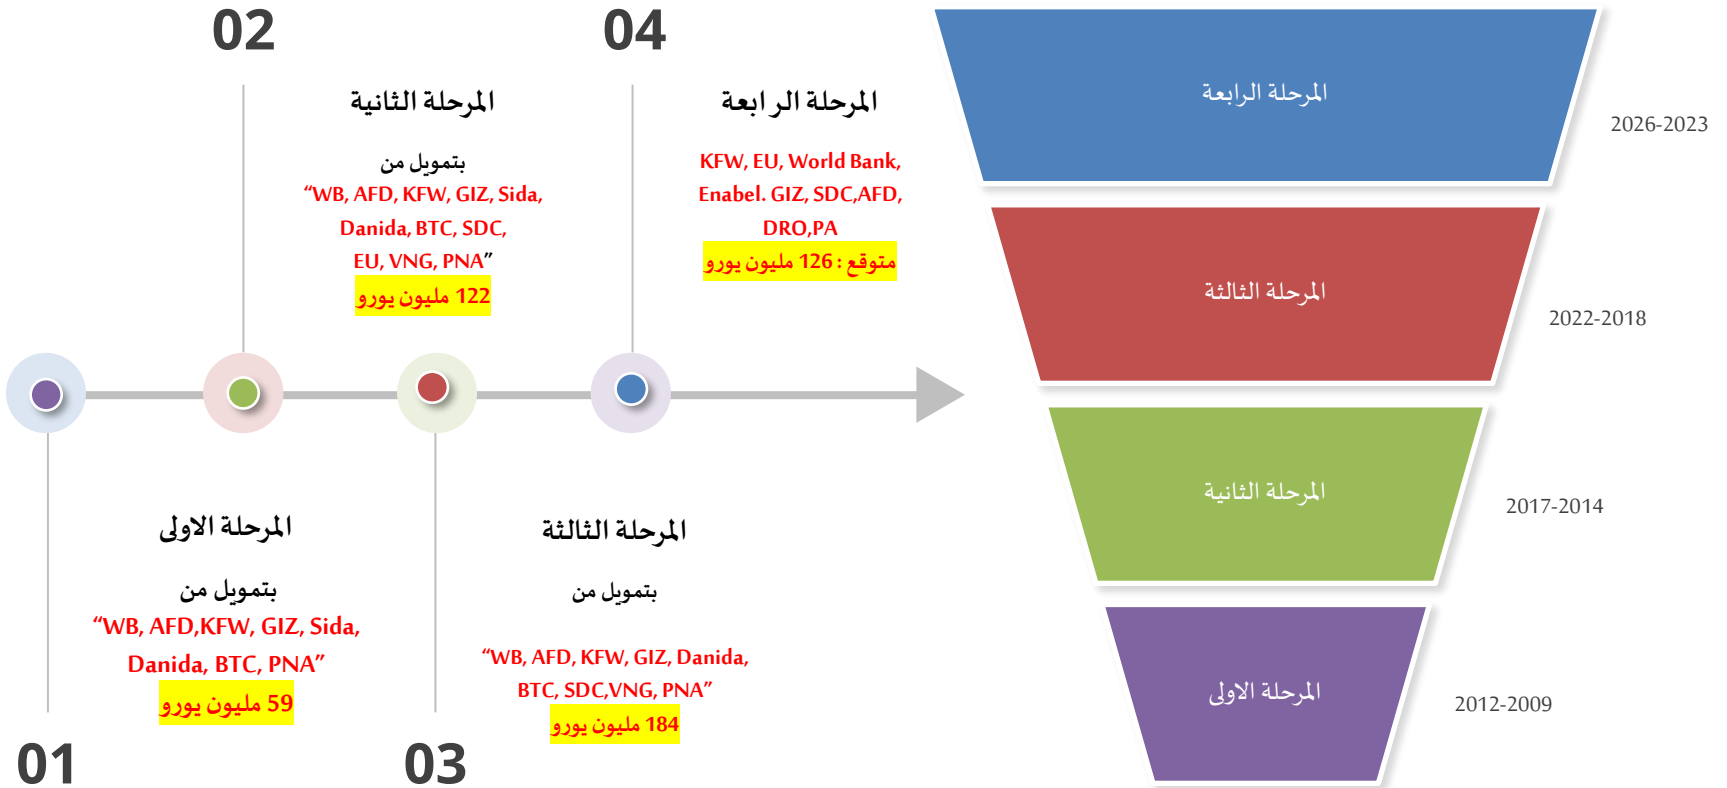 02
المرحلة الثانية
بتمويل من
“WB, AFD, KFW, GIZ, Sida,
Danida, BTC, SDC,
EU, VNG, PNA”
122 مليون يورو
04
المرحلة الرابعة
KFW, EU, World Bank,
Enabel. GIZ, SDC,AFD,
DRO,PA
متوقع : 126 مليون يورو
المرحلة الاولى
بتمويل من
“WB, AFD,KFW, GIZ, Sida,
Danida, BTC, PNA”
59 مليون يورو
01
المرحلة الثالثة
بتمويل من
“WB, AFD, KFW, GIZ, Danida,
BTC, SDC,VNG, PNA”
184 مليون يورو
03
المرحلة الرابعة
2026-2023
المرحلة الثالثة
2022-2018
المرحلة الثانية
2017-2014
المرحلة الاولى
2012-2009